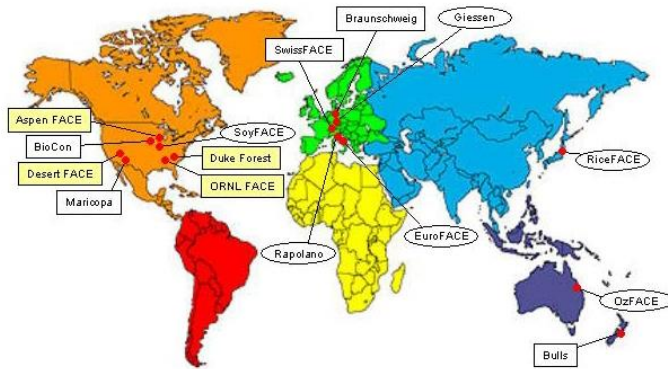 Braunschweig
Giessen
SwissFACE
Aspen FACE
SoyFACE
BioCon
Duke Forest
RiceFACE
Desert FACE
ORNL FACE
Maricopa
EuroFACE
Rapolano
OzFACE
Bulls